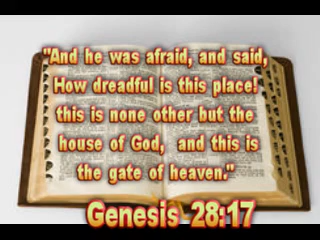 "And he was afraid, and said,
How dreadful is this place!
this is none other but the
house of God, and this is
the gate of heaven."
Genesis 28:17